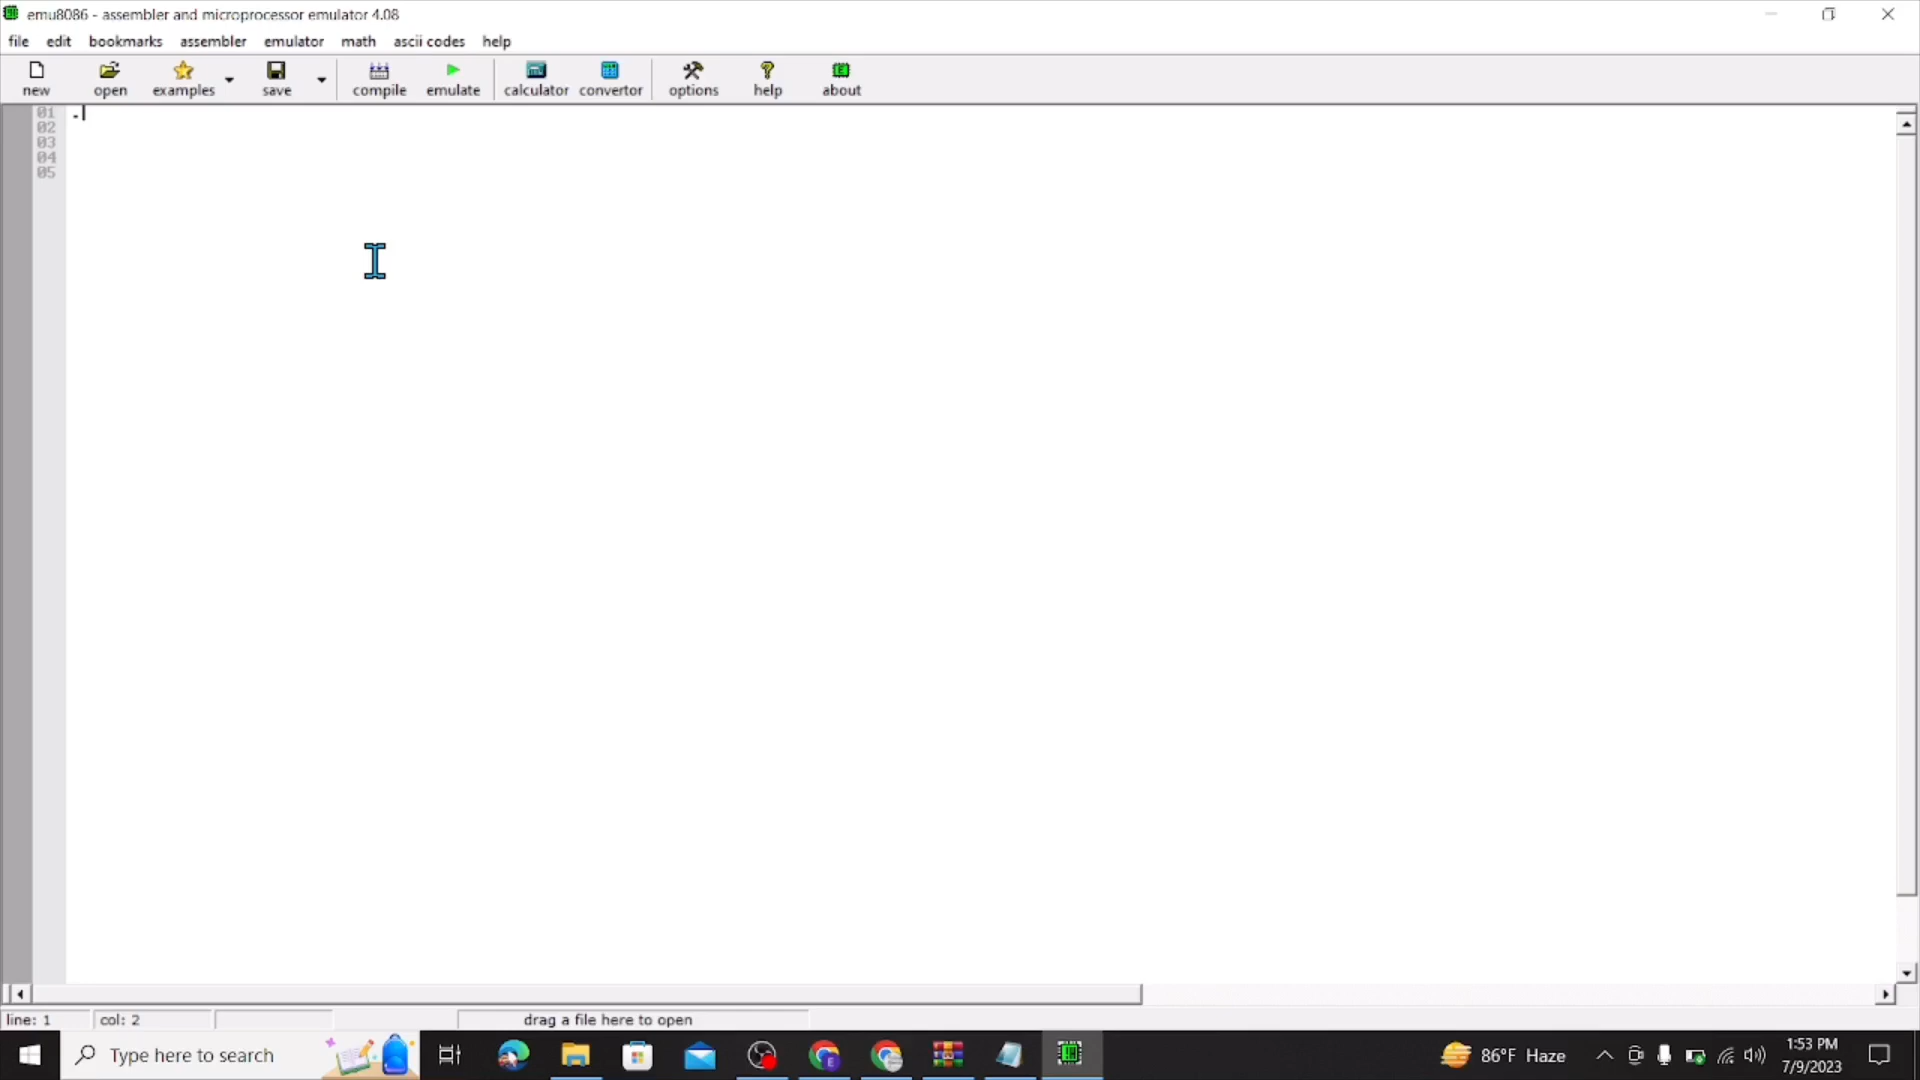 emu8086 - assembler and microprocessor emulator 4.08
file edit bookmarks assembler emulator math ascii codes help
new open examples save compile emulate calculator convertor options help about
01 .
02
03
04
05
line: 1 col: 2 drag a file here to open
Type here to search 86°F Haze 1:53 PM
7/9/2023